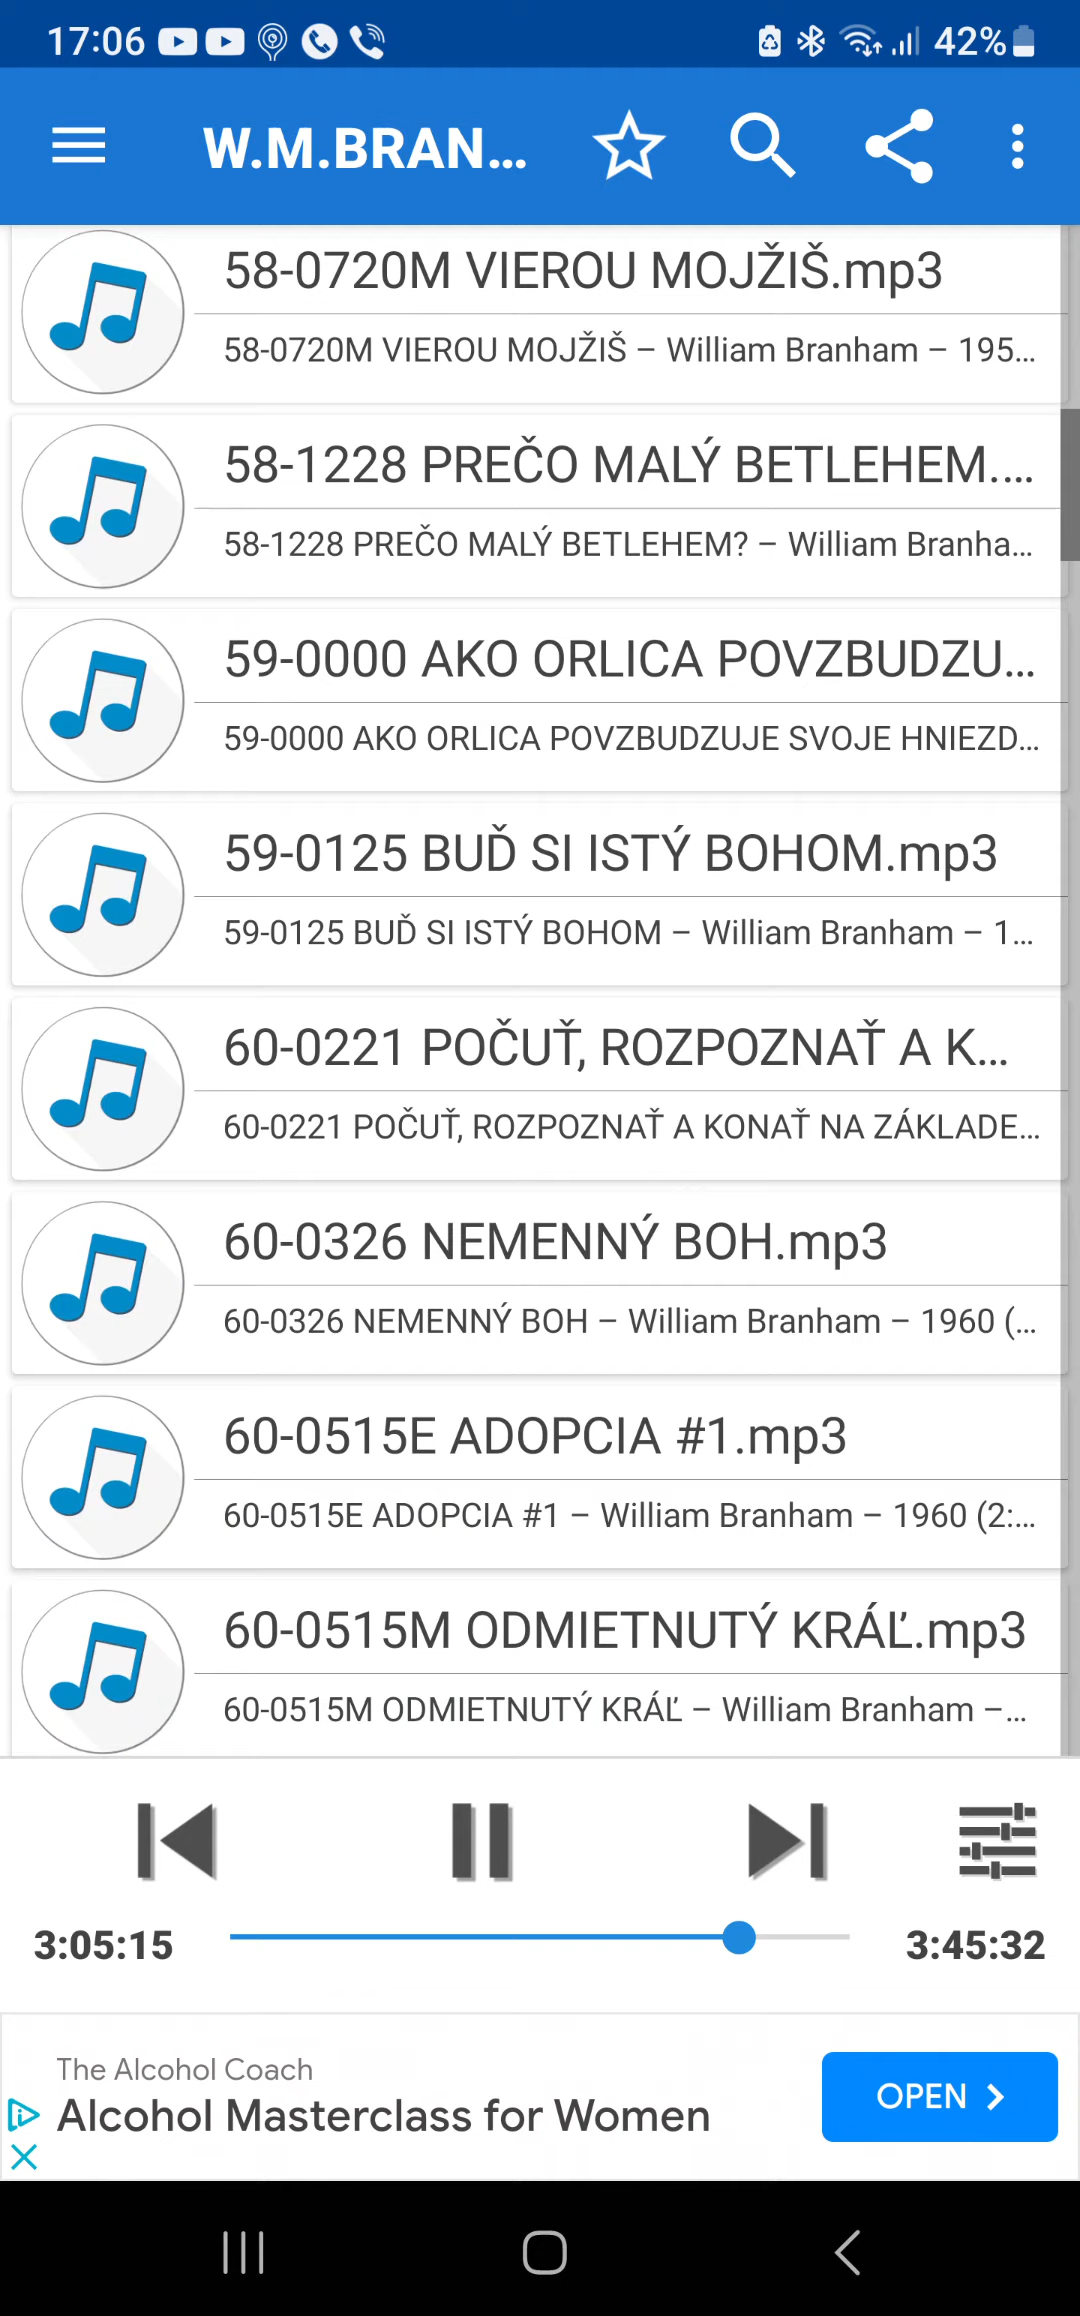 17:06
42%
W.M.BRAN...
58-0720M VIEROU MOJŽIŠ.mp3
58-0720M VIEROU MOJŽIŠ – William Branham – 195...
58-1228 PREČO MALÝ BETLEHEM....
58-1228 PREČO MALÝ BETLEHEM? – William Branha...
59-0000 AKO ORLICA POVZBUDZU...
59-0000 AKO ORLICA POVZBUDZUJE SVOJE HNIEZD...
59-0125 BUĎ SI ISTÝ BOHOM.mp3
59-0125 BUĎ SI ISTÝ BOHOM – William Branham – 1...
60-0221 POČUŤ, ROZPOZNAŤ A K...
60-0221 POČUŤ, ROZPOZNAŤ A KONAŤ NA ZÁKLADE...
60-0326 NEMENNÝ BOH.mp3
60-0326 NEMENNÝ BOH – William Branham – 1960 (...
60-0515E ADOPCIA #1.mp3
60-0515E ADOPCIA #1 – William Branham – 1960 (2:...
60-0515M ODMIETNUTÝ KRÁĽ.mp3
60-0515M ODMIETNUTÝ KRÁĽ – William Branham –...
3:05:15
3:45:32
The Alcohol Coach
Alcohol Masterclass for Women
OPEN